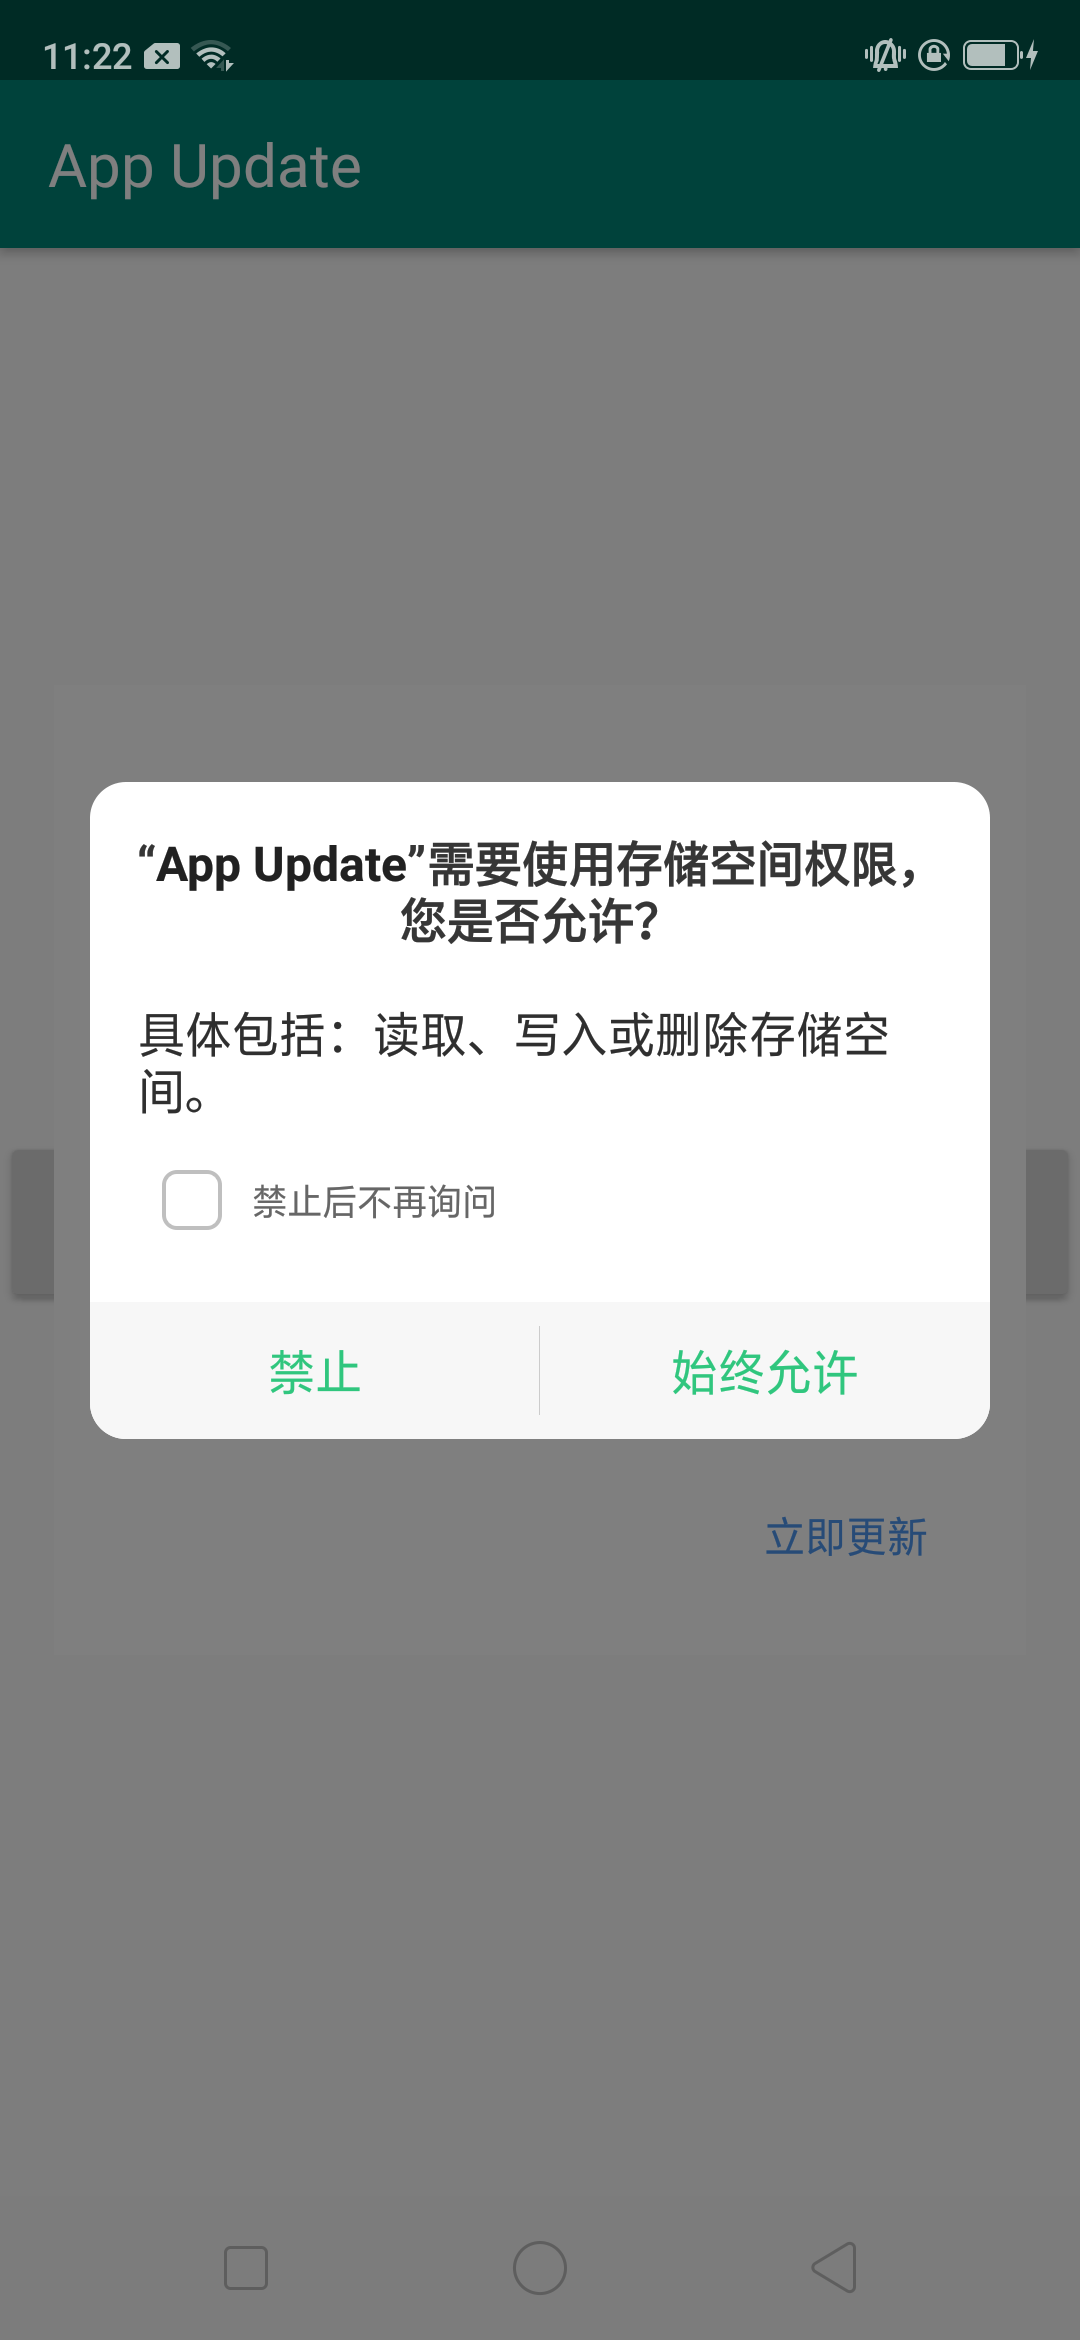 11:22
App Update
“App Update”需要使用存储空间权限，
您是否允许？
具体包括：读取、写入或删除存储空
间。
禁止后不再询问
禁止
始终允许
立即更新